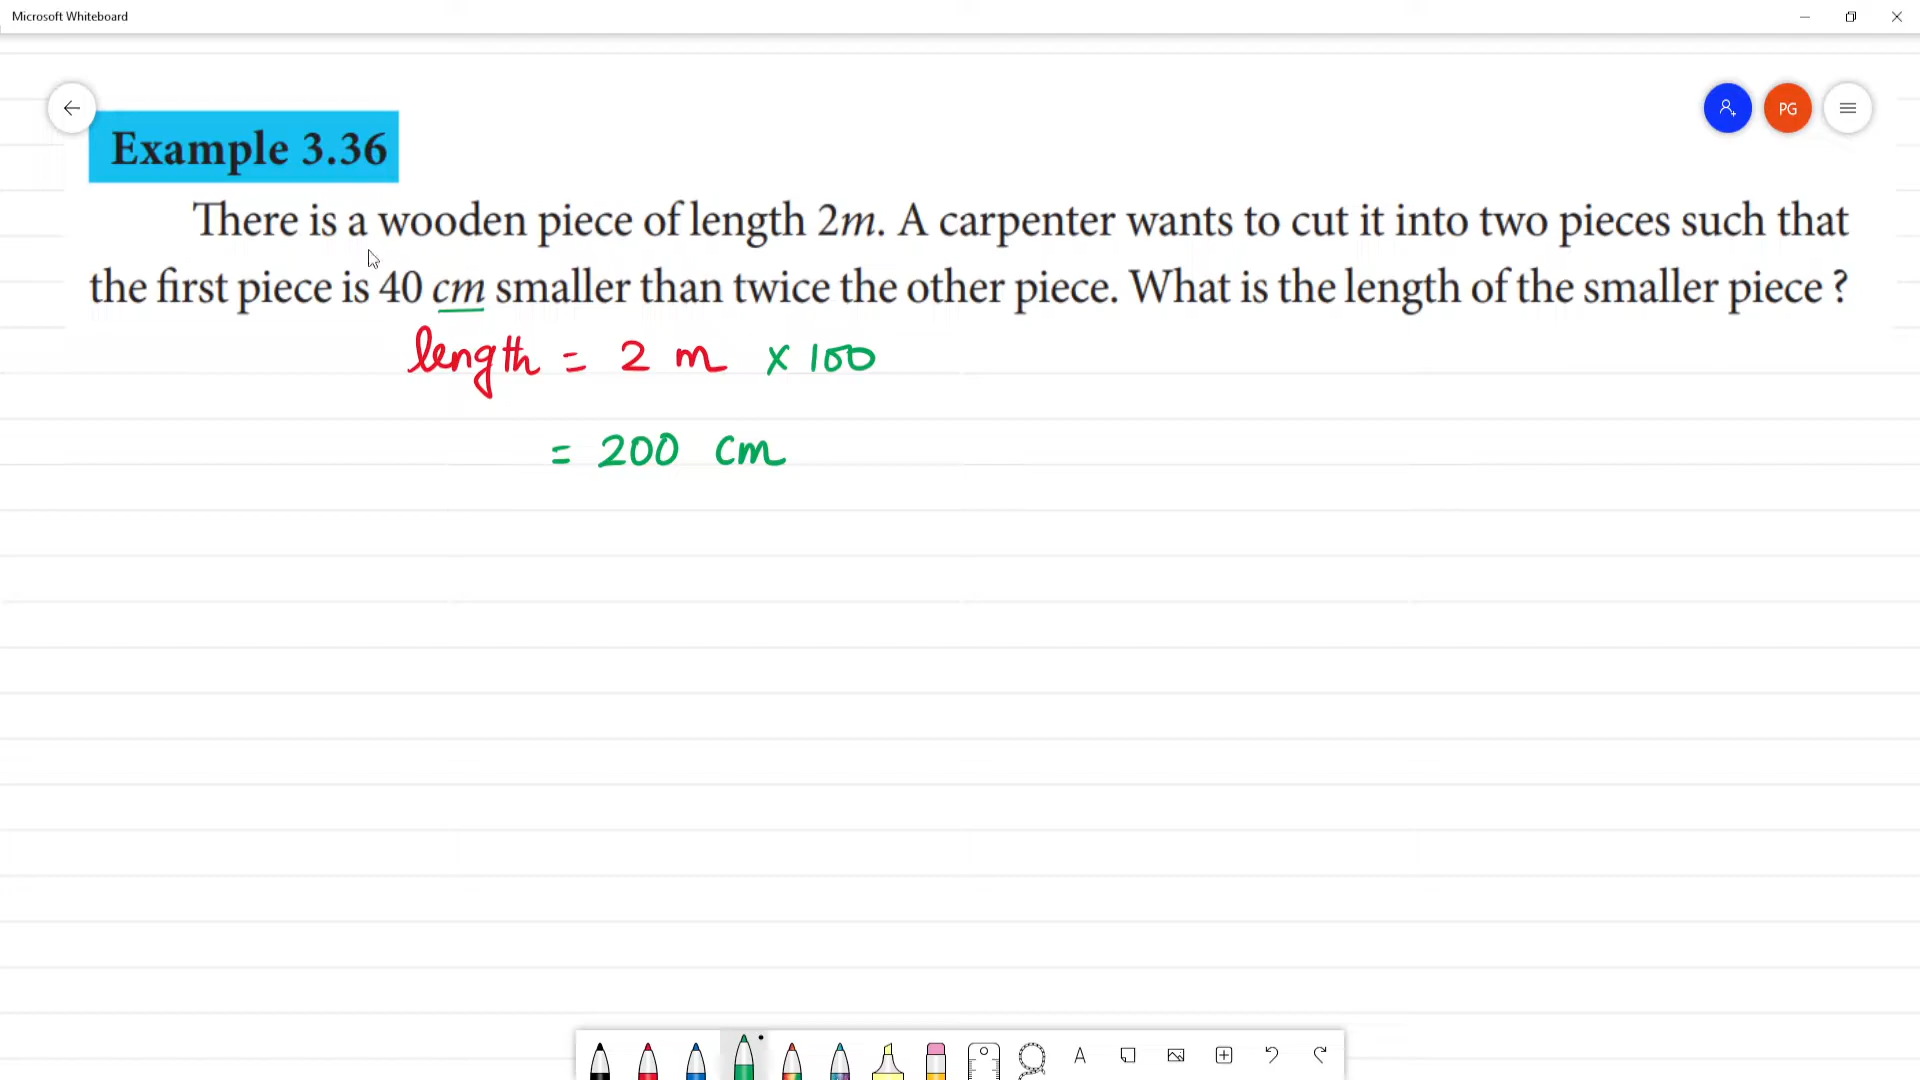 Microsoft Whiteboard
PG
Example 3.36
There is a wooden piece of length 2m. A carpenter wants to cut it into two pieces such that
the first piece is 40 cm smaller than twice the other piece. What is the length of the smaller piece ?
length = 2 m x 100
= 200 cm
A